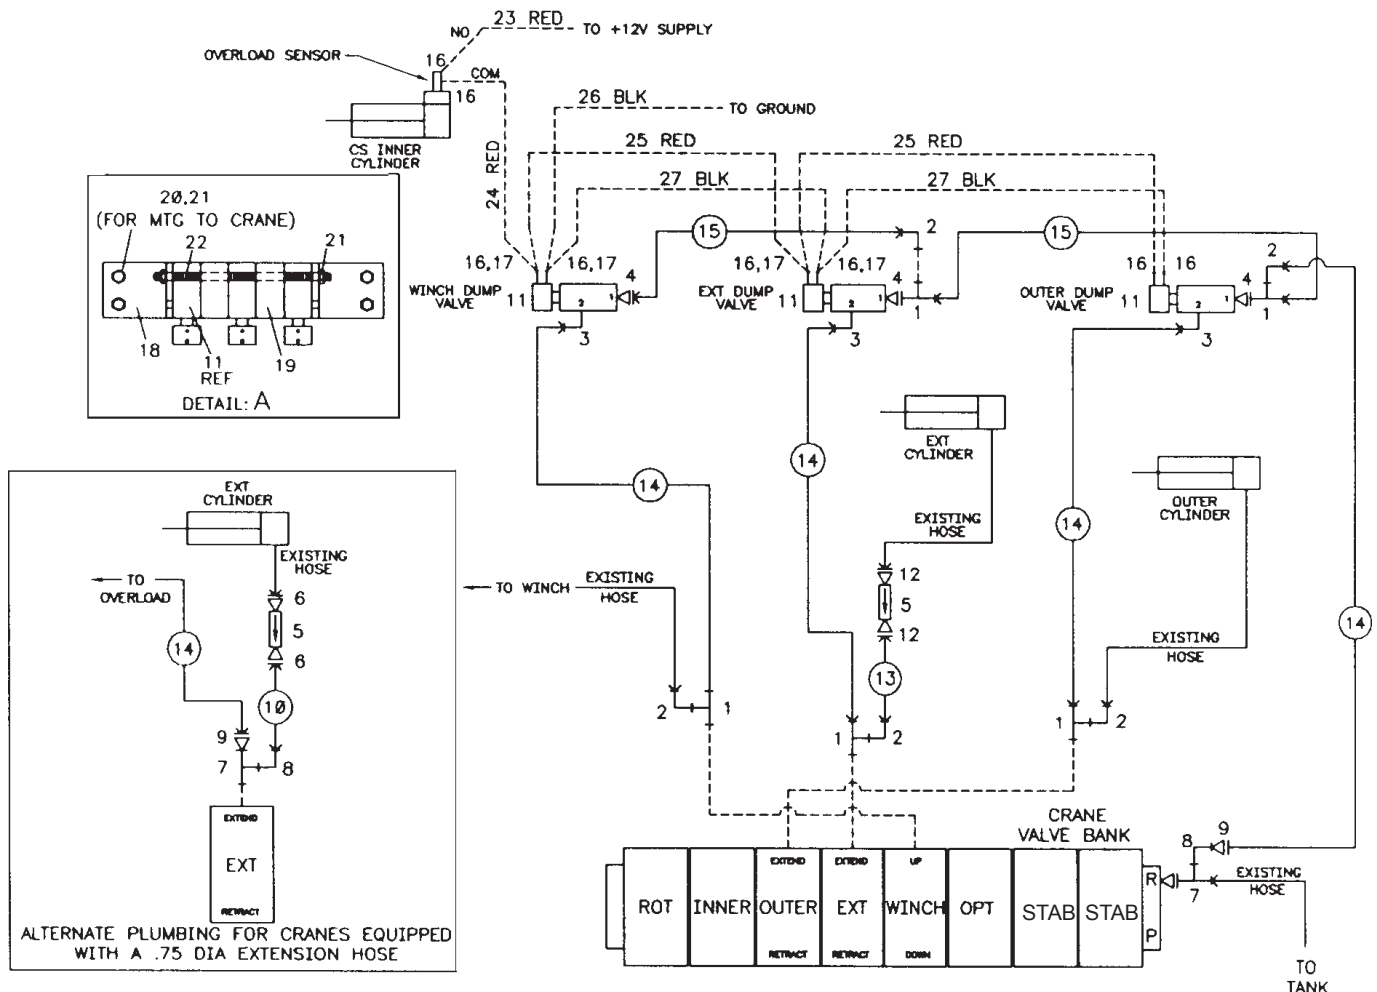 23 RED
NO
TO +12V SUPPLY
OVERLOAD SENSOR
16
COM
16
26 BLK
TO GROUND
CS INNER
CYLINDER
24 RED
25 RED
25 RED
27 BLK
27 BLK
20,21
(FOR MTG TO CRANE)
22
21
18
11
REF
19
DETAIL: A
15
2
15
2
16,17
16,17
4
WINCH DUMP
VALVE
11
2
1
3
16,17
16,17
4
EXT DUMP
VALVE
11
2
1
1
3
16
16
4
OUTER DUMP
VALVE
11
2
1
1
3
EXT
CYLINDER
14
14
14
OUTER
CYLINDER
EXISTING
HOSE
12
5
12
13
TO WINCH
EXISTING
HOSE
2
1
1
2
EXISTING
HOSE
1
2
14
EXT
CYLINDER
EXISTING
HOSE
TO
OVERLOAD
6
5
6
14
10
9
7
8
EXTEND
EXT
RETRACT
ALTERNATE PLUMBING FOR CRANES EQUIPPED
WITH A .75 DIA EXTENSION HOSE
CRANE
VALVE BANK
8
9
7
EXISTING
HOSE
TO
TANK
EXTEND
EXTEND
UP
ROT
INNER
OUTER
EXT
WINCH
OPT
STAB
STAB
R
P
RETRACT
RETRACT
DOWN